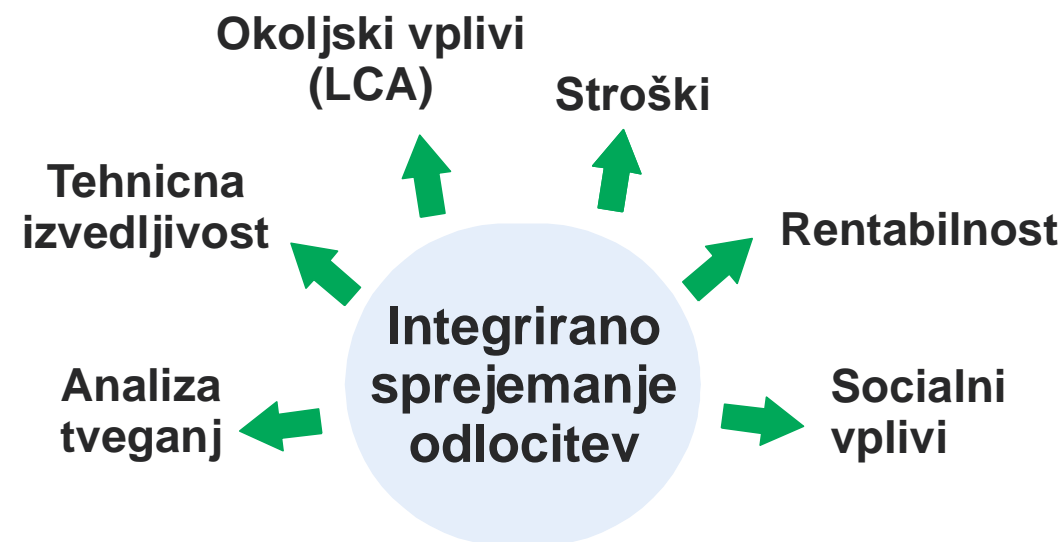 Okoljski vplivi
(LCA)
Stroški
Tehnicna
izvedljivost
Rentabilnost
Integrirano
sprejemanje
odlocitev
Analiza
tveganj
Socialni
vplivi